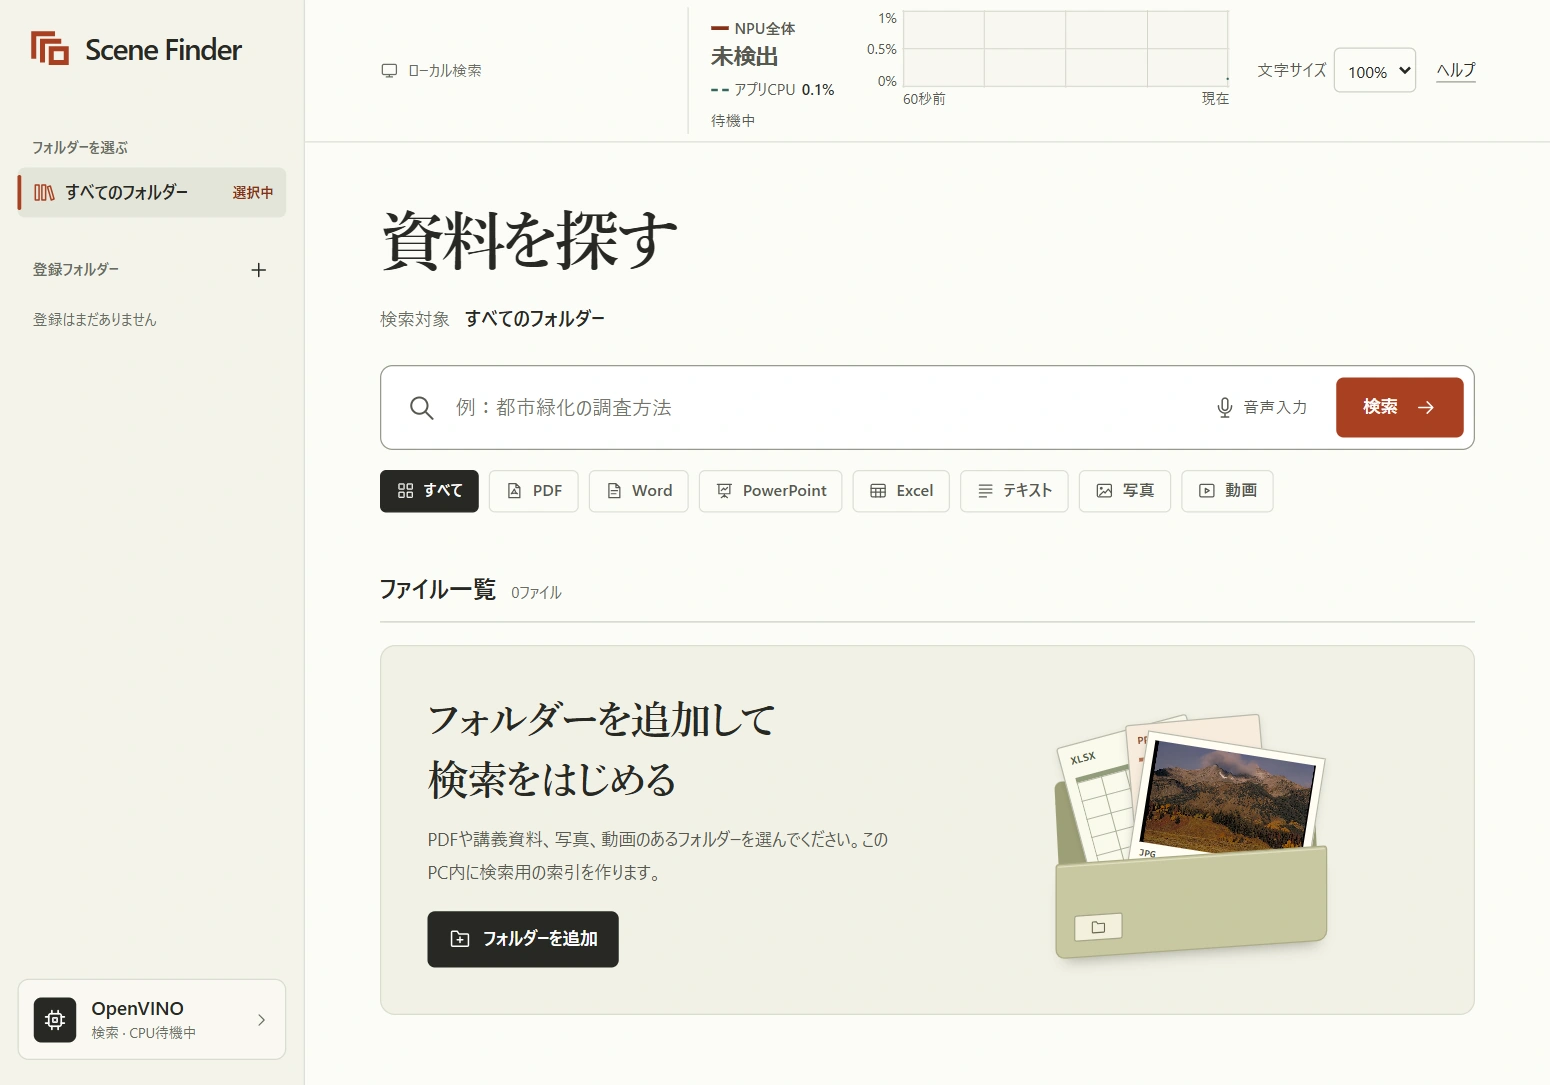 Scene Finder
フォルダーを選ぶ
すべてのフォルダー 選択中
登録フォルダー
登録はまだありません
OpenVINO
検索・CPU待機中
ローカル検索
NPU全体
未検出
アプリCPU 0.1%
待機中
1%
0.5%
0%
60秒前 現在
文字サイズ 100% ヘルプ
資料を探す
検索対象 すべてのフォルダー
例：都市緑化の調査方法 音声入力 検索
すべて PDF Word PowerPoint Excel テキスト 写真 動画
ファイル一覧 0ファイル
フォルダーを追加して
検索をはじめる
PDFや講義資料、写真、動画のあるフォルダーを選んでください。この
PC内に検索用の索引を作ります。
フォルダーを追加
XLSX
JPG